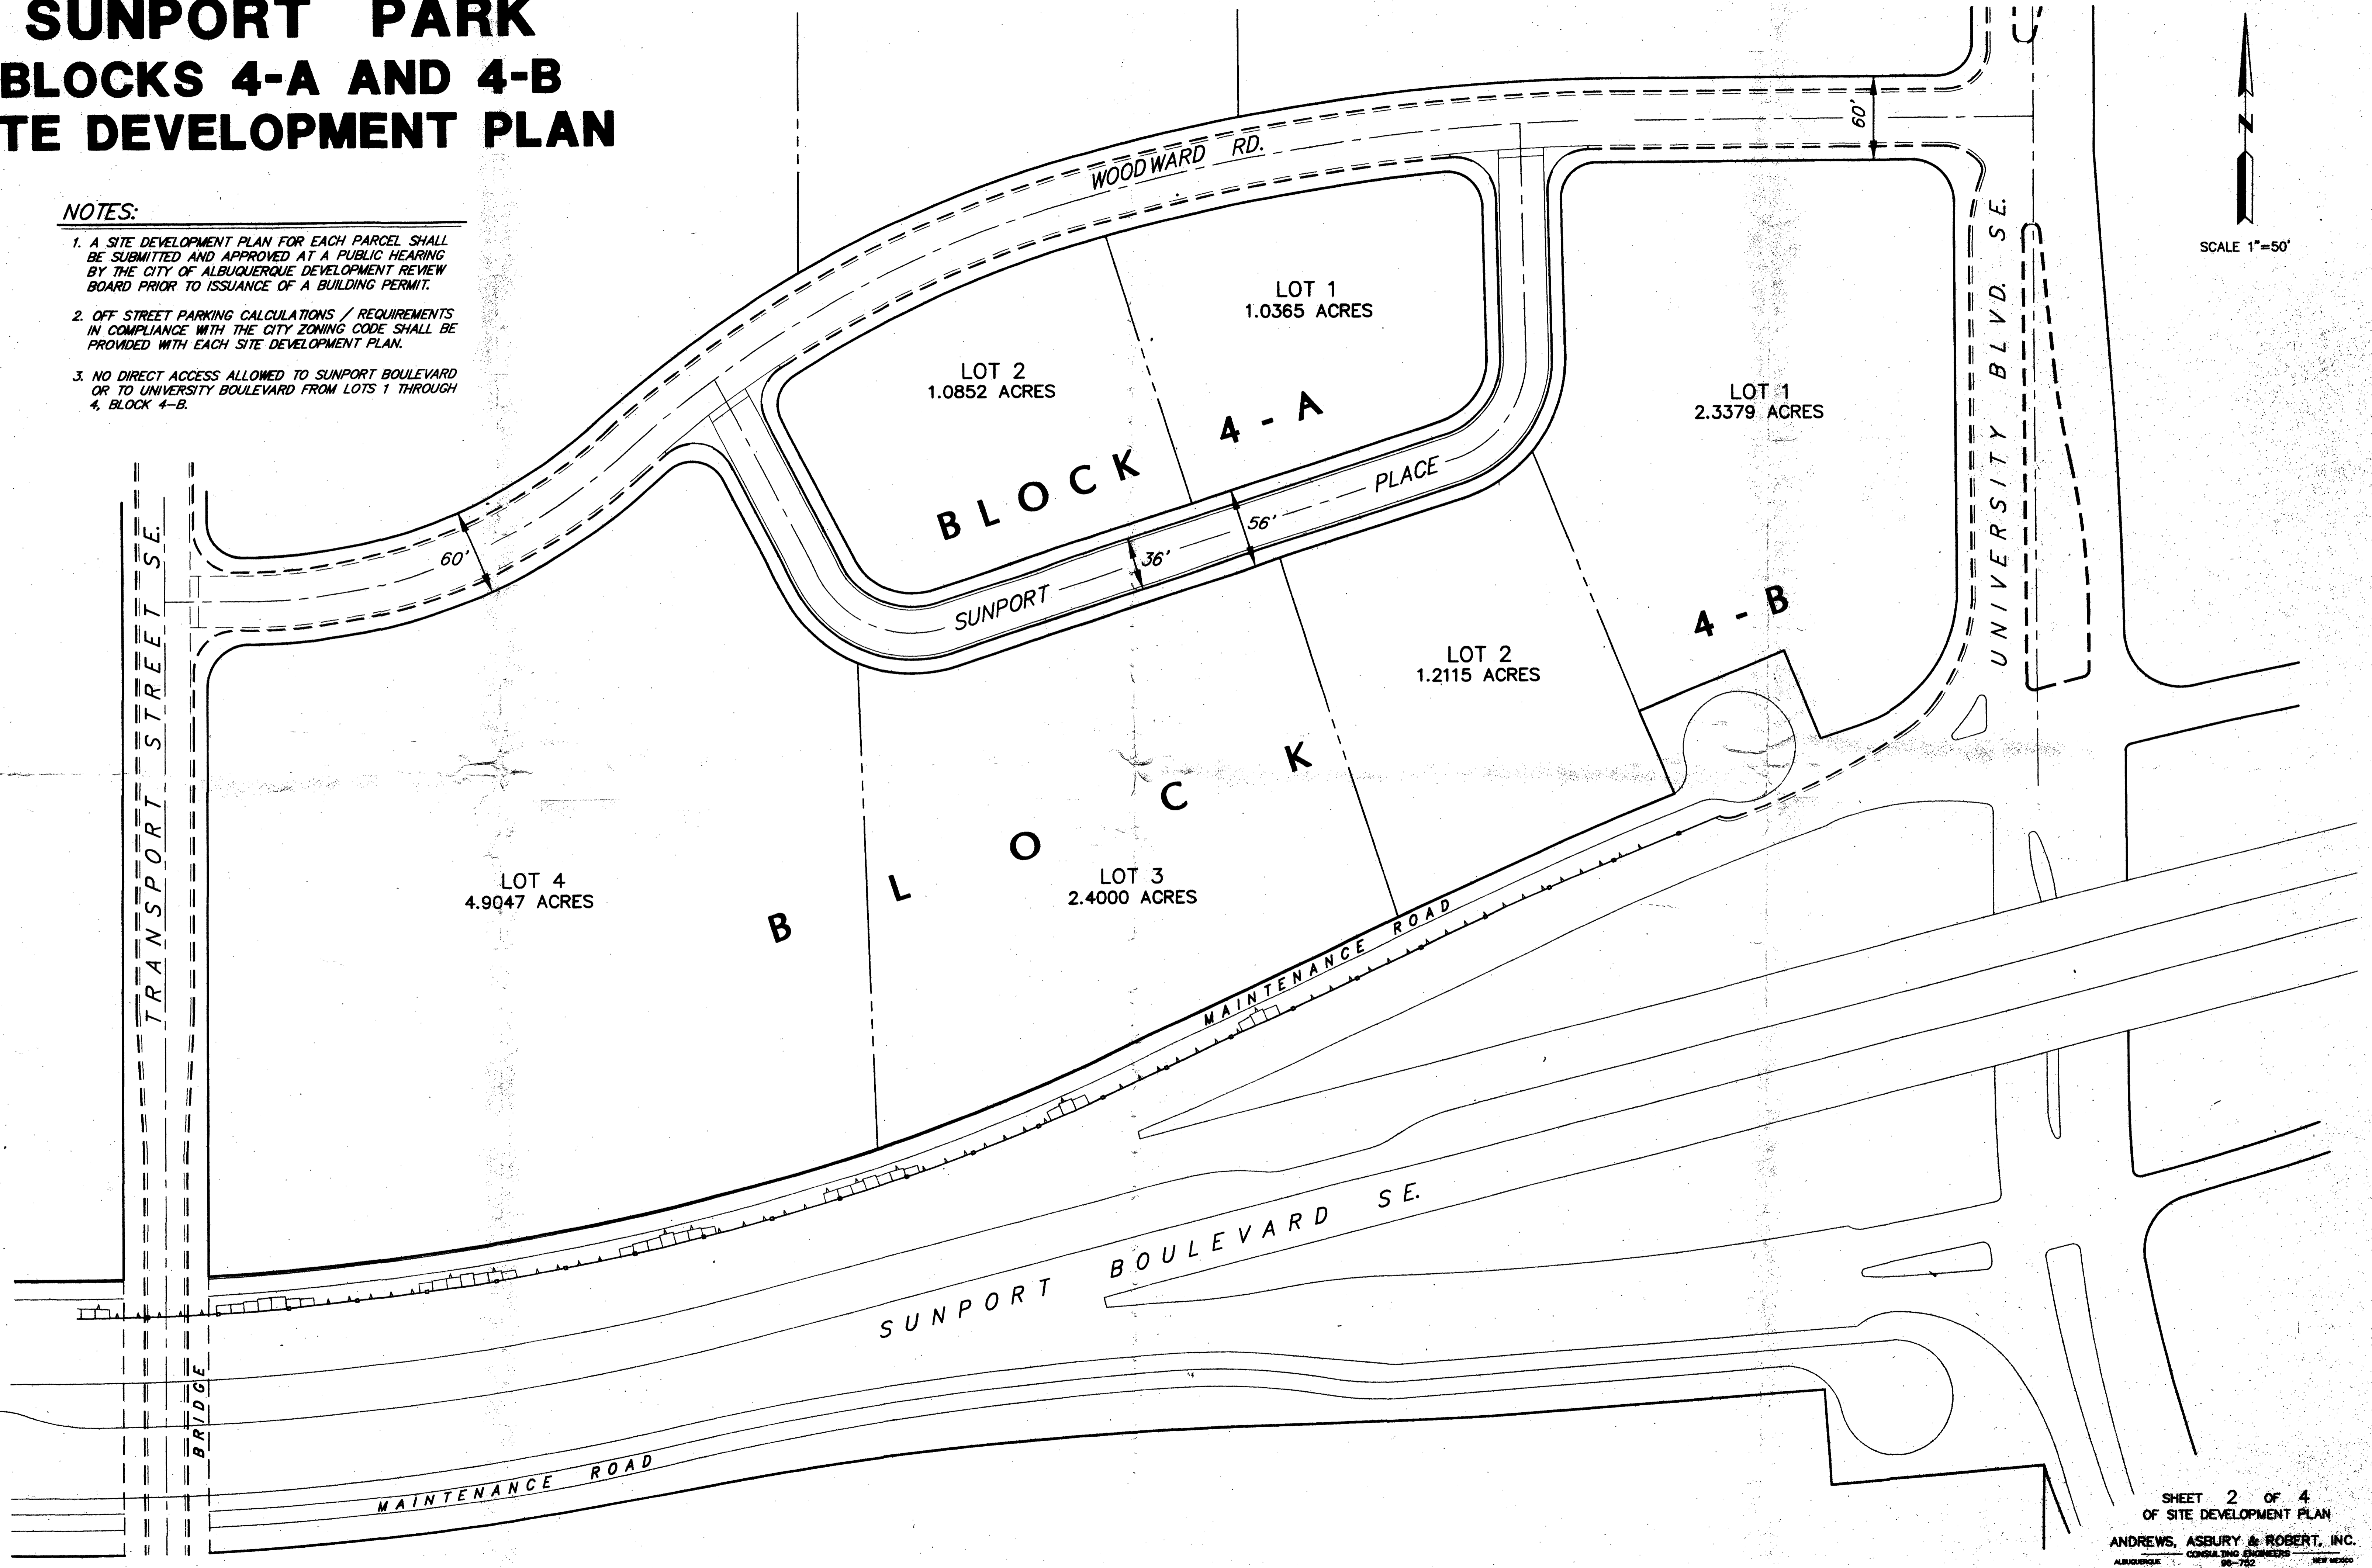 SUNPORT PARK
BLOCKS 4-A AND 4-B
TE DEVELOPMENT PLAN
NOTES:
1. A SITE DEVELOPMENT PLAN FOR EACH PARCEL SHALL
BE SUBMITTED AND APPROVED AT A PUBLIC HEARING
BY THE CITY OF ALBUQUERQUE DEVELOPMENT REVIEW
BOARD PRIOR TO ISSUANCE OF A BUILDING PERMIT.
2. OFF STREET PARKING CALCULATIONS / REQUIREMENTS
IN COMPLIANCE WITH THE CITY ZONING CODE SHALL BE
PROVIDED WITH EACH SITE DEVELOPMENT PLAN.
3. NO DIRECT ACCESS ALLOWED TO SUNPORT BOULEVARD
OR TO UNIVERSITY BOULEVARD FROM LOTS 1 THROUGH
4, BLOCK 4-B.
N
SCALE 1"=50'
WOODWARD RD.
60'
LOT 1
1.0365 ACRES
LOT 2
1.0852 ACRES
BLOCK 4-A
LOT 1
2.3379 ACRES
UNIVERSITY BLVD. SE.
SUNPORT PLACE
56'
36'
60'
TRANSPORT STREET SE.
LOT 2
1.2115 ACRES
BLOCK 4-B
LOT 3
2.4000 ACRES
LOT 4
4.9047 ACRES
MAINTENANCE ROAD
SUNPORT BOULEVARD SE.
BRIDGE
MAINTENANCE ROAD
SHEET 2 OF 4
OF SITE DEVELOPMENT PLAN
ANDREWS, ASBURY & ROBERT, INC.
CONSULTING ENGINEERS
ALBUQUERQUE NEW MEXICO